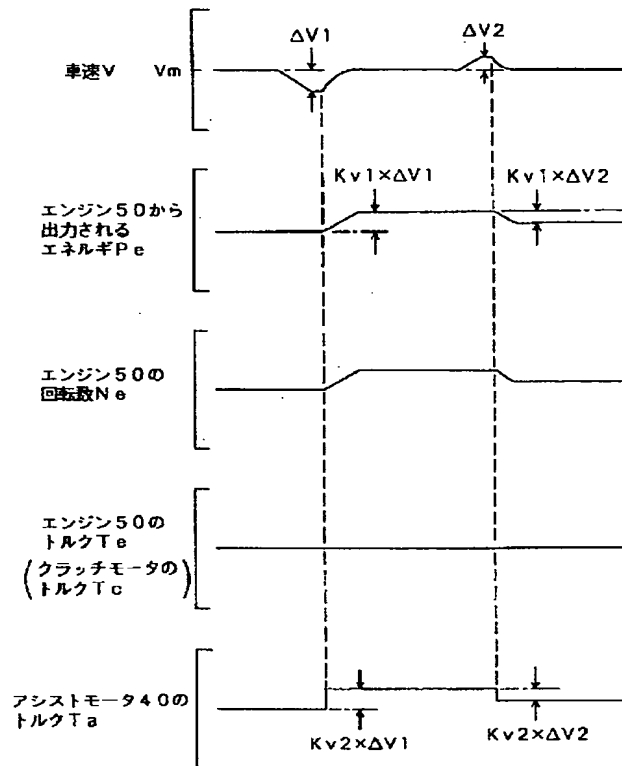 ΔV1
ΔV2
車速V Vm
Kv1×ΔV1
Kv1×ΔV2
エンジン50から
出力される
エネルギPe
エンジン50の
回転数Ne
エンジン50の
トルクTe
(クラッチモータの
トルクTc)
アシストモータ40の
トルクTa
Kv2×ΔV1
Kv2×ΔV2